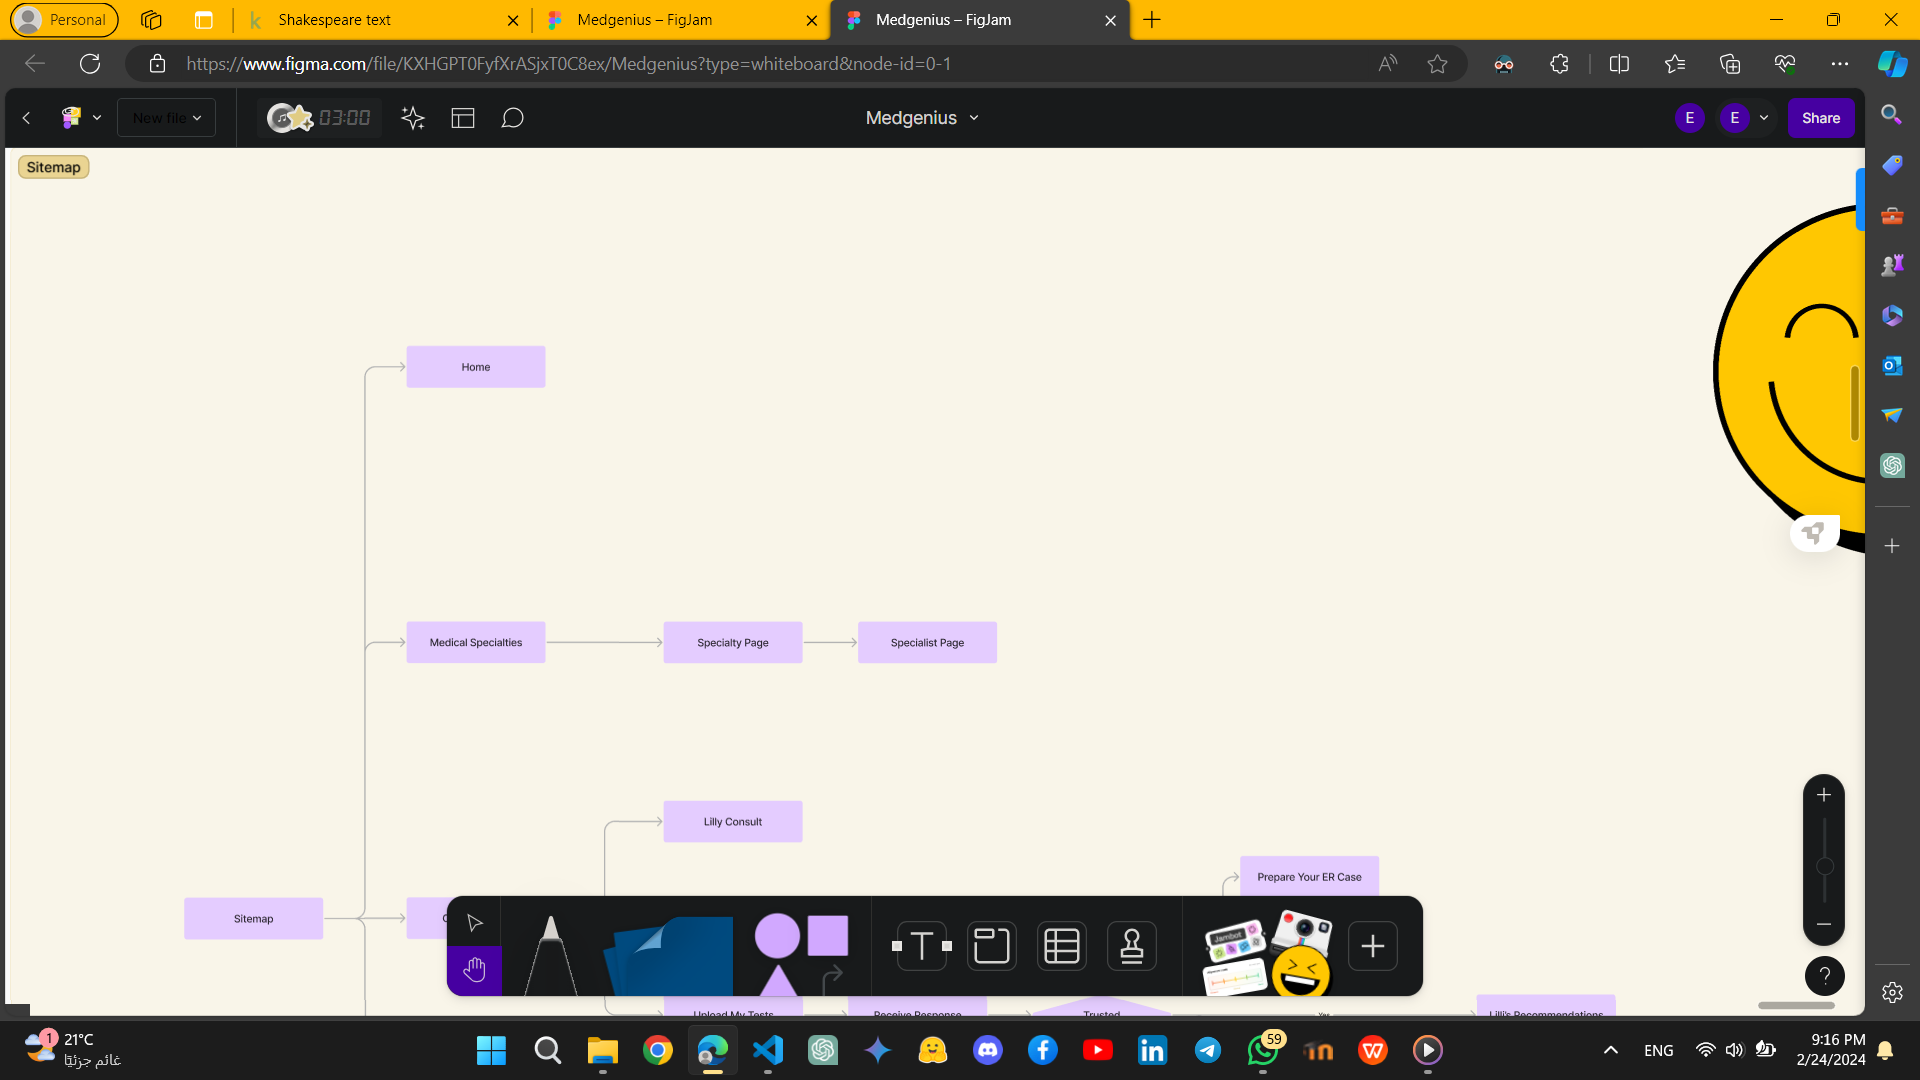 Personal
Shakespeare text
Medgenius – FigJam
Medgenius – FigJam
https://www.figma.com/file/KXHGPT0FyfXrASjxT0C8ex/Medgenius?type=whiteboard&node-id=0-1
New file
03:00
Medgenius
E
E
Share
Sitemap
Home
Medical Specialties
Specialty Page
Specialist Page
Lilly Consult
Prepare Your ER Case
Sitemap
Jambot
Upload My Tests
Receive Response
Trusted
Yes
Lilli's Recommendations
1
21°C
غائم جزئيًا
59
ENG
9:16 PM
2/24/2024